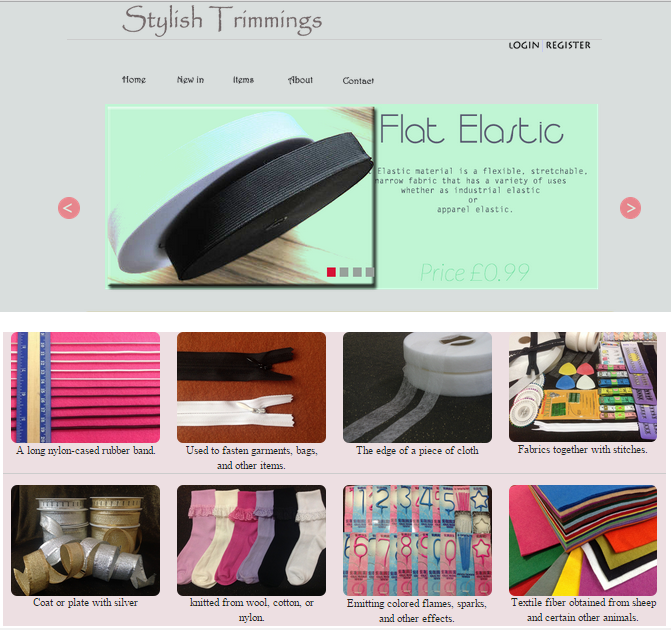 Stylish Trimmings
LOGIN | REGISTER
Home New in Items About Contact
Flat Elastic
Elastic material is a flexible, stretchable,
narrow fabric that has a variety of uses
whether as industrial elastic
or
apparel elastic.
< >
Price £0.99
A long nylon-cased rubber band.
Used to fasten garments, bags,
and other items.
The edge of a piece of cloth
Fabrics together with stitches.
Coat or plate with silver
knitted from wool, cotton, or
nylon.
Emitting colored flames, sparks,
and other effects.
Textile fiber obtained from sheep
and certain other animals.